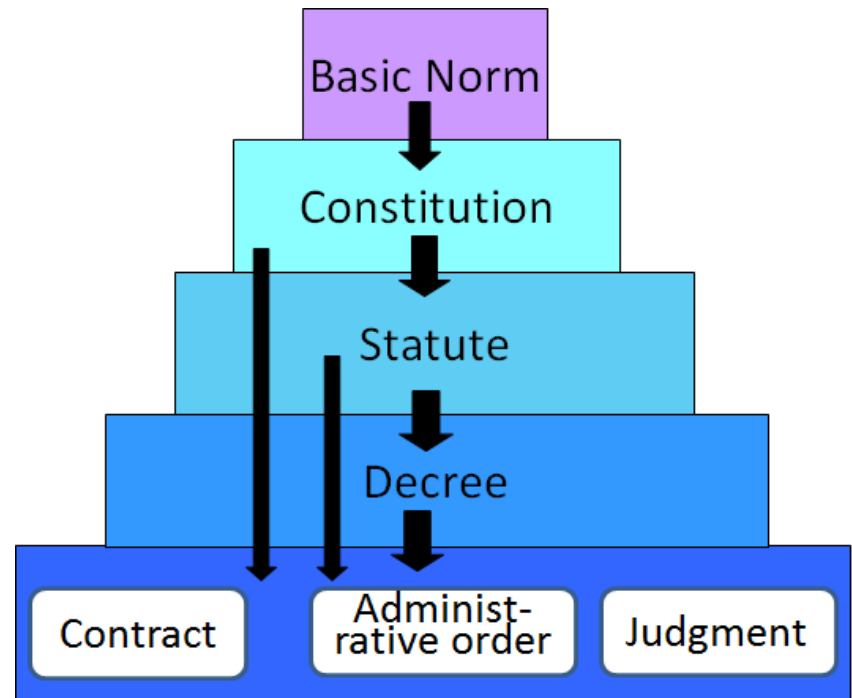 Basic Norm
Constitution
Statute
Decree
Contract
Administ-
rative order
Judgment